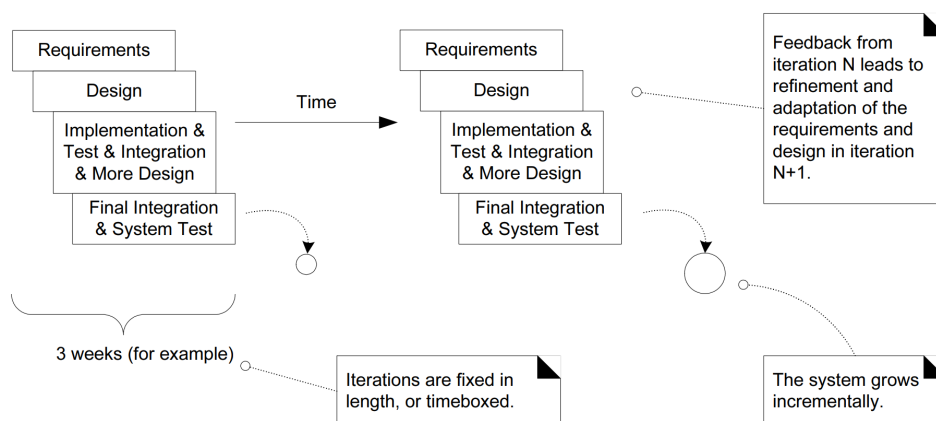 Requirements
Design
Implementation &
Test & Integration
& More Design
Final Integration
& System Test
Time
Requirements
Design
Implementation &
Test & Integration
& More Design
Final Integration
& System Test
Feedback from
iteration N leads to
refinement and
adaptation of the
requirements and
design in iteration
N+1.
3 weeks (for example)
Iterations are fixed in
length, or timeboxed.
The system grows
incrementally.